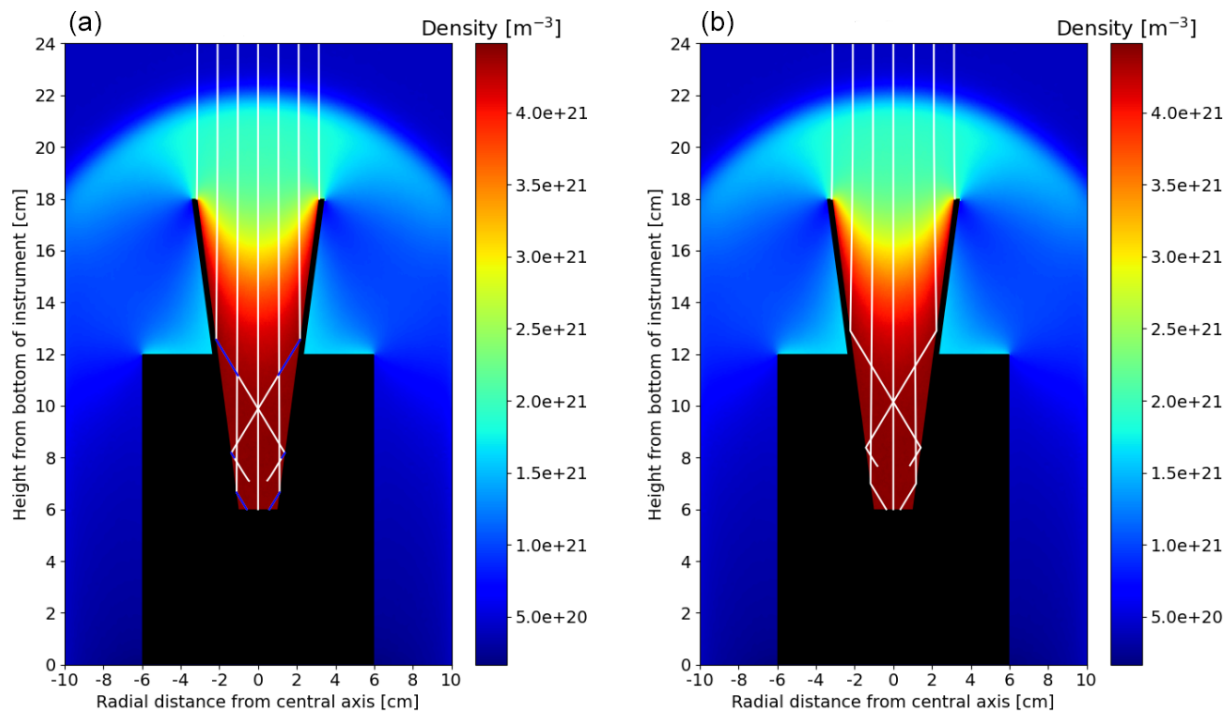 (a)
Density [m⁻³]
24
22
20
18
16
14
12
10
8
6
4
2
0
Height from bottom of instrument [cm]
-10 -8 -6 -4 -2 0 2 4 6 8 10
Radial distance from central axis [cm]
4.0e+21
3.5e+21
3.0e+21
2.5e+21
2.0e+21
1.5e+21
1.0e+21
5.0e+20
(b)
Density [m⁻³]
24
22
20
18
16
14
12
10
8
6
4
2
0
Height from bottom of instrument [cm]
-10 -8 -6 -4 -2 0 2 4 6 8 10
Radial distance from central axis [cm]
4.0e+21
3.5e+21
3.0e+21
2.5e+21
2.0e+21
1.5e+21
1.0e+21
5.0e+20